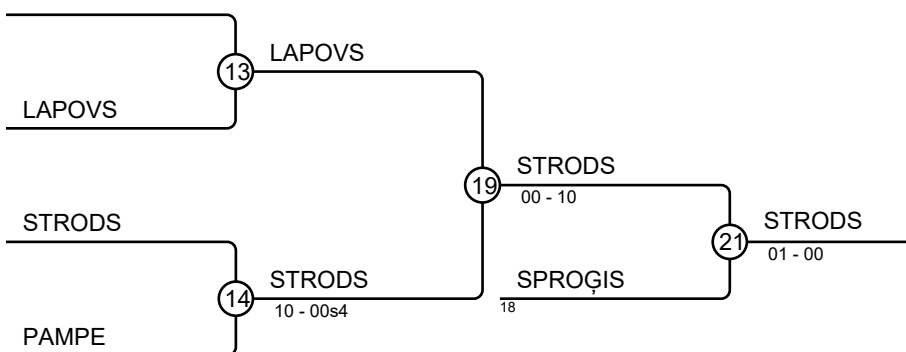 LAPOVS
13
LAPOVS
STRODS
19
00 - 10
STRODS
STRODS
21
01 - 00
STRODS
14
10 - 00s4
SPROĢIS
18
PAMPE